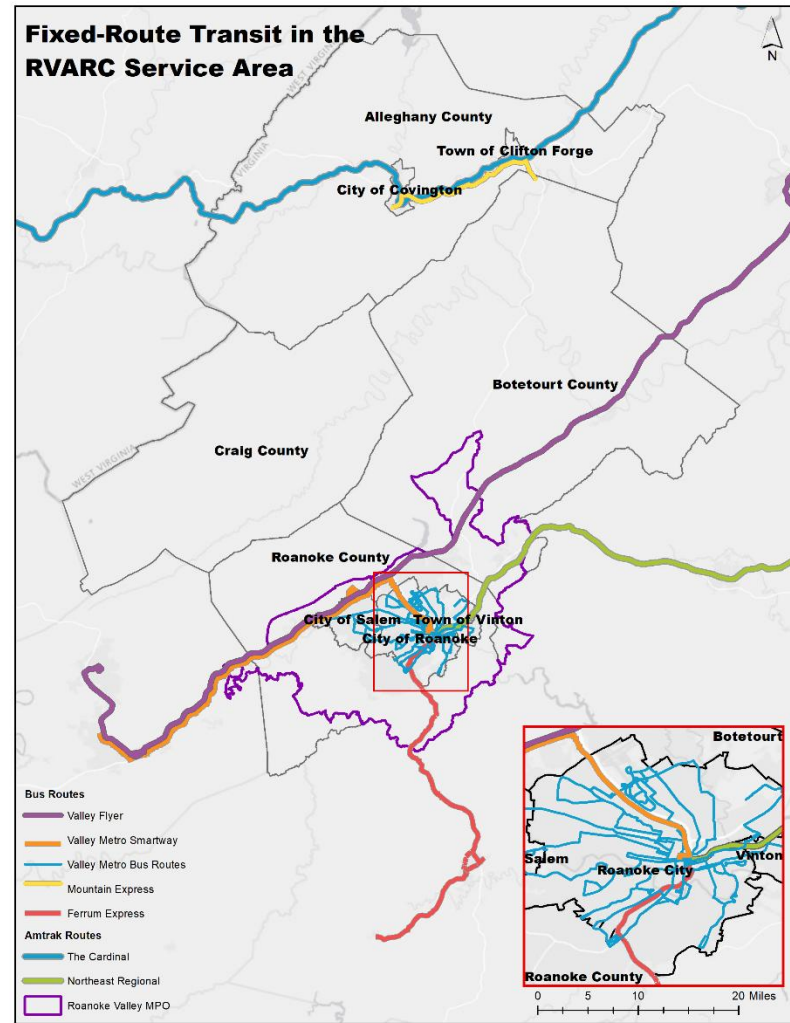 Fixed-Route Transit in the
RVARC Service Area
N
WEST VIRGINIA
VIRGINIA
Alleghany County
Town of Clifton Forge
City of Covington
Botetourt County
Craig County
WEST VIRGINIA
Roanoke County
City of Salem
Town of Vinton
City of Roanoke
Bus Routes
Valley Flyer
Valley Metro Smartway
Valley Metro Bus Routes
Mountain Express
Ferrum Express
Amtrak Routes
The Cardinal
Northeast Regional
Roanoke Valley MPO
Botetourt
Salem
Vinton
Roanoke City
Roanoke County
0 5 10 20 Miles